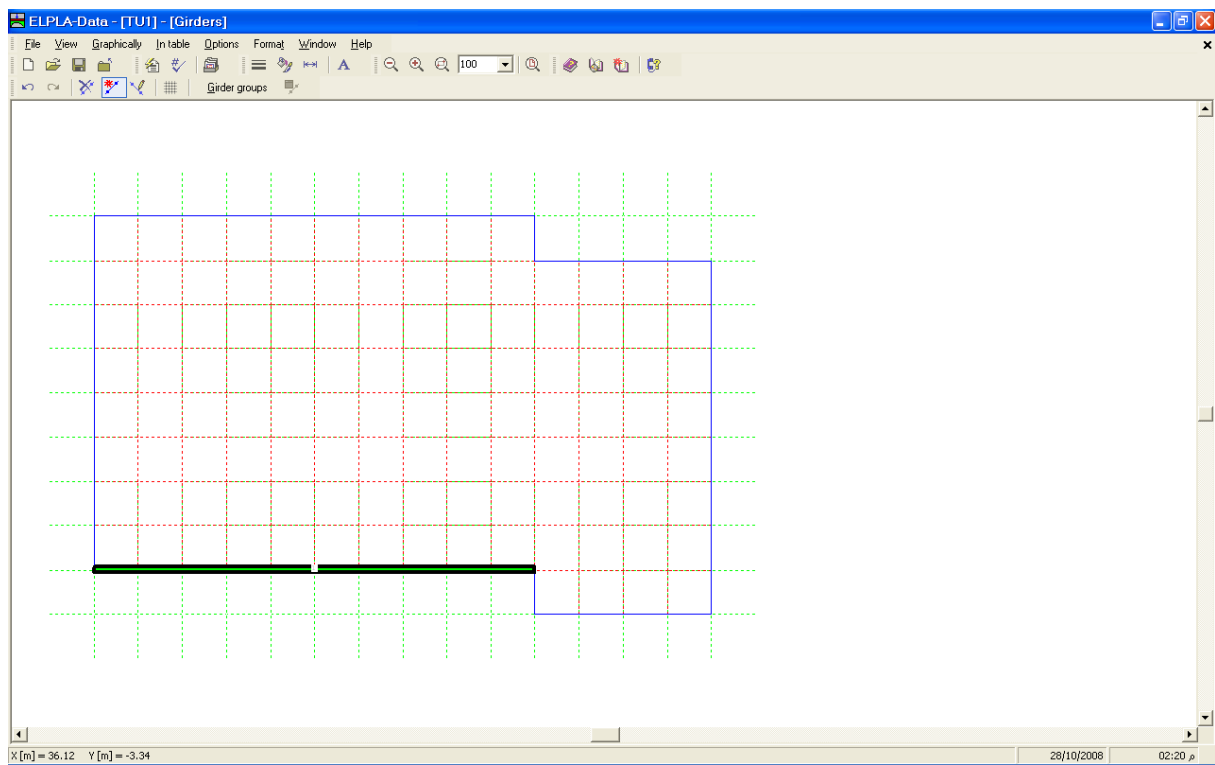 ELPLA-Data - [TU1] - [Girders]
File View Graphically In table Options Format Window Help
A 100
Girder groups
X [m] = 36.12 Y [m] = -3.34 28/10/2008 02:20 م